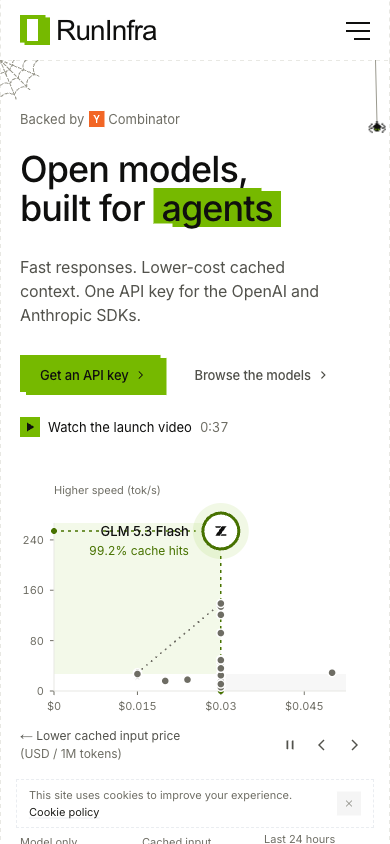 RunInfra
Backed by Y Combinator
Open models,
built for agents
Fast responses. Lower-cost cached
context. One API key for the OpenAI and
Anthropic SDKs.
Get an API key
Browse the models
Watch the launch video 0:37
Higher speed (tok/s)
GLM 5.3 Flash
99.2% cache hits
240
160
80
0
$0 $0.015 $0.03 $0.045
← Lower cached input price
(USD / 1M tokens)
This site uses cookies to improve your experience.
Cookie policy
Model only Cached input Last 24 hours